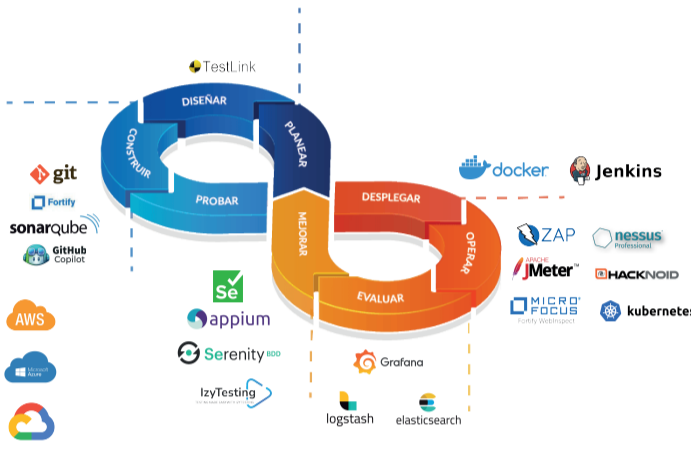 TestLink
DISEÑAR
PLANEAR
CONSTRUIR
PROBAR
MEJORAR
DESPLEGAR
OPERAR
EVALUAR
git
Fortify
sonarqube
GitHub
Copilot
AWS
Microsoft
Azure
Se
appium
Serenity BDD
IzyTesting
Grafana
logstash
elasticsearch
docker
Jenkins
ZAP
nessus
Professional
APACHE
JMeter™
HACKNOID
MICRO
FOCUS
Fortify WebInspect
kubernetes